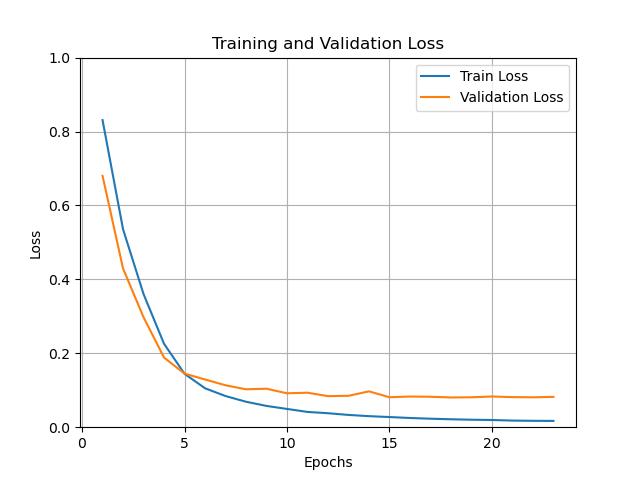 Training and Validation Loss
Train Loss
Validation Loss
1.0
0.8
0.6
0.4
0.2
0.0
Loss
0 5 10 15 20
Epochs